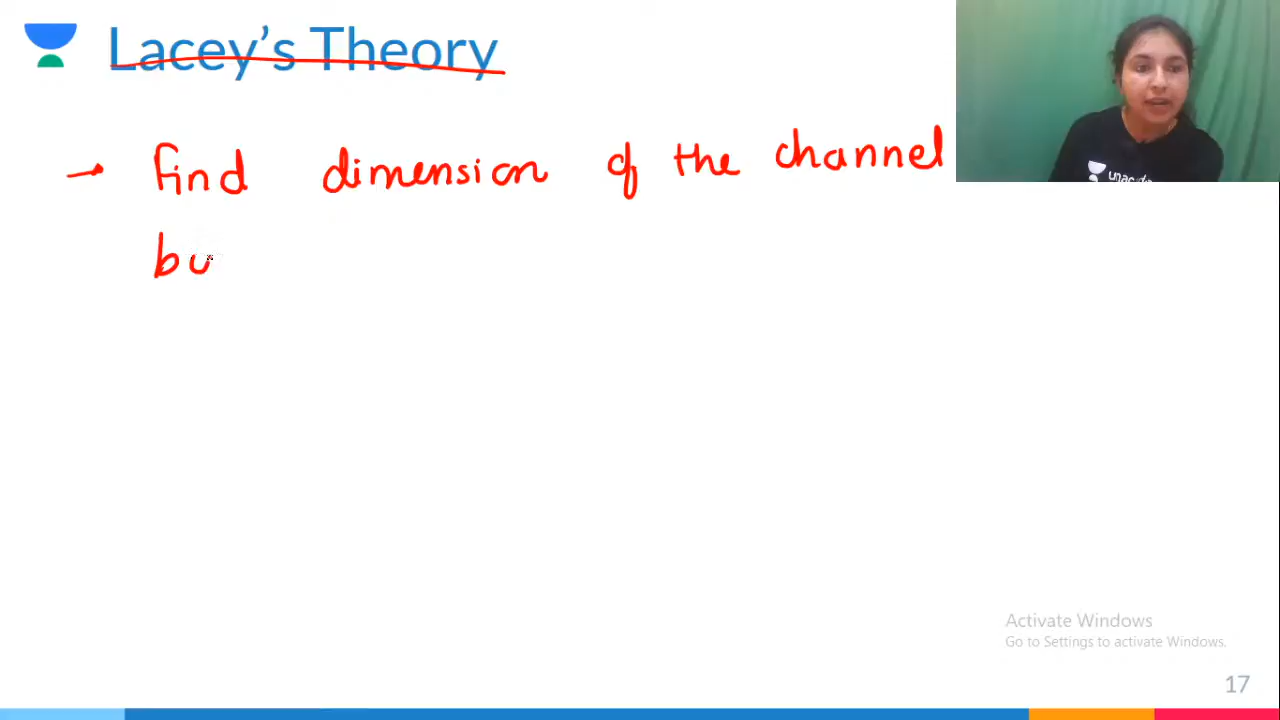 Lacey's Theory
→ Find dimension of the channel
bu
Activate Windows
Go to Settings to activate Windows.
17